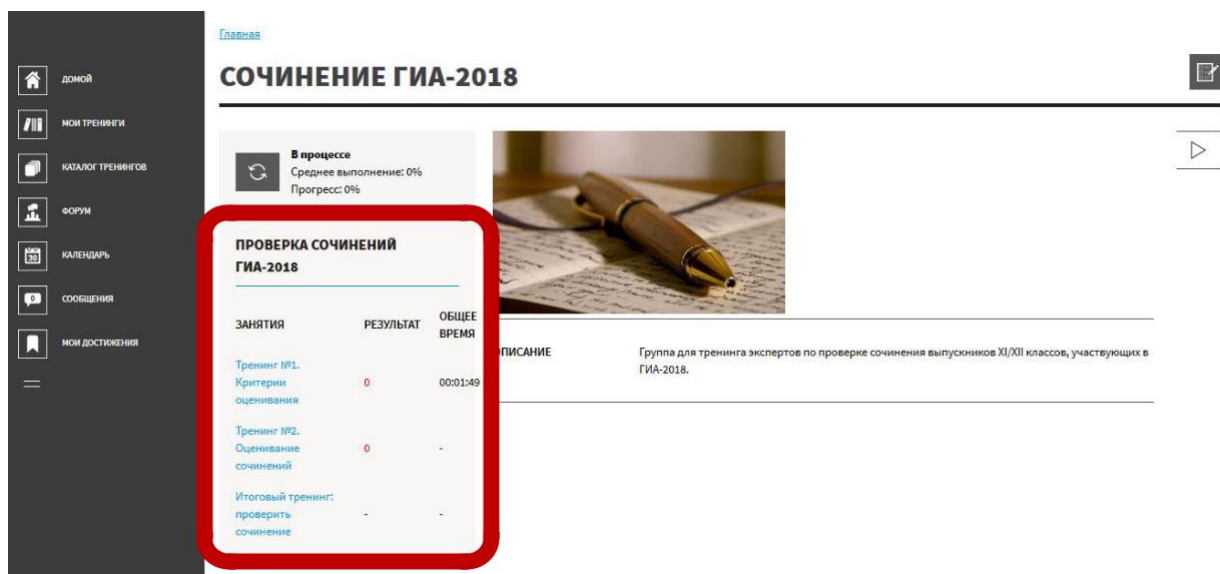 Главная
СОЧИНЕНИЕ ГИА-2018
ДОМОЙ
МОИ ТРЕНИНГИ
КАТАЛОГ ТРЕНИНГОВ
ФОРУМ
30
КАЛЕНДАРЬ
0
СООБЩЕНИЯ
МОИ ДОСТИЖЕНИЯ
В процессе
Среднее выполнение: 0%
Прогресс: 0%
ПРОВЕРКА СОЧИНЕНИЙ
ГИА-2018
ЗАНЯТИЯ РЕЗУЛЬТАТ ОБЩЕЕ
ВРЕМЯ
Тренинг №1.
Критерии 0 00:01:49
оценивания
Тренинг №2.
Оценивание 0 -
сочинений
Итоговый тренинг:
проверить - -
сочинение
ОПИСАНИЕ
Группа для тренинга экспертов по проверке сочинения выпускников XI/XII классов, участвующих в
ГИА-2018.